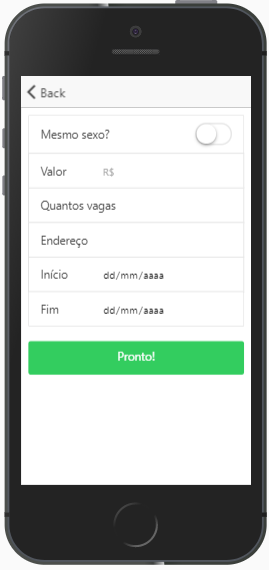 Back
Mesmo sexo?
Valor R$
Quantos vagas
Endereço
Início dd/mm/aaaa
Fim dd/mm/aaaa
Pronto!